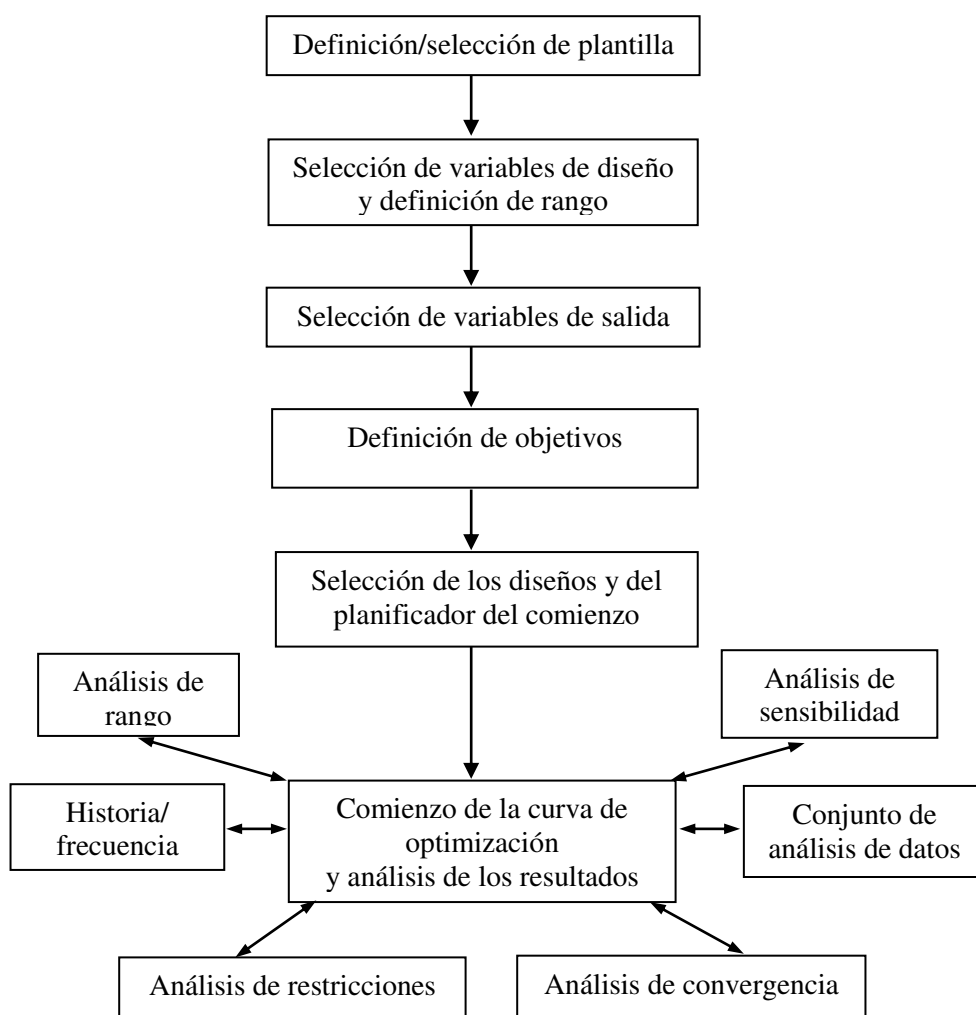 Definición/selección de plantilla
Selección de variables de diseño
y definición de rango
Selección de variables de salida
Definición de objetivos
Selección de los diseños y del
planificador del comienzo
Análisis de
rango
Análisis de
sensibilidad
Historia/
frecuencia
Comienzo de la curva de
optimización
y análisis de los resultados
Conjunto de
análisis de datos
Análisis de restricciones
Análisis de convergencia